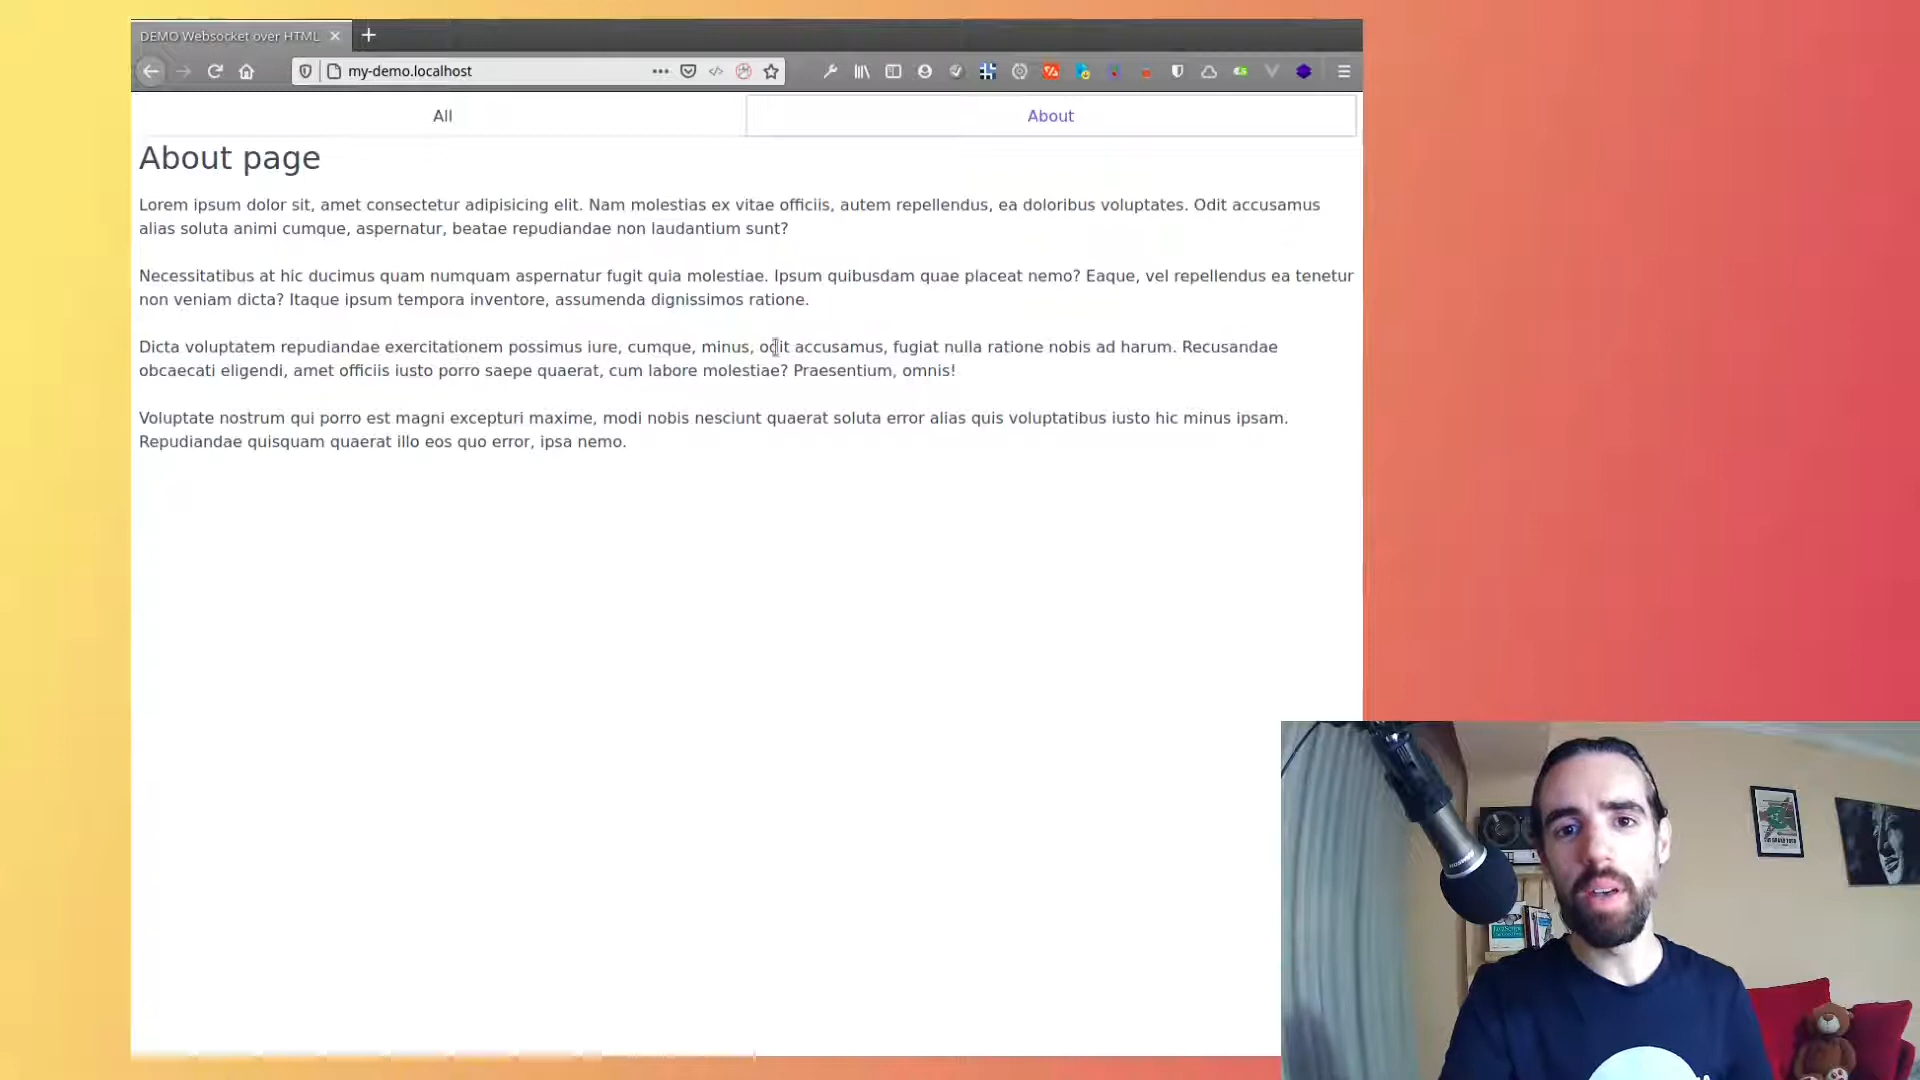 DEMO Websocket over HTML
my-demo.localhost
All
About
About page
Lorem ipsum dolor sit, amet consectetur adipisicing elit. Nam molestias ex vitae officiis, autem repellendus, ea doloribus voluptates. Odit accusamus
alias soluta animi cumque, aspernatur, beatae repudiandae non laudantium sunt?
Necessitatibus at hic ducimus quam numquam aspernatur fugit quia molestiae. Ipsum quibusdam quae placeat nemo? Eaque, vel repellendus ea tenetur
non veniam dicta? Itaque ipsum tempora inventore, assumenda dignissimos ratione.
Dicta voluptatem repudiandae exercitationem possimus iure, cumque, minus, odit accusamus, fugiat nulla ratione nobis ad harum. Recusandae
obcaecati eligendi, amet officiis iusto porro saepe quaerat, cum labore molestiae? Praesentium, omnis!
Voluptate nostrum qui porro est magni excepturi maxime, modi nobis nesciunt quaerat soluta error alias quis voluptatibus iusto hic minus ipsam.
Repudiandae quisquam quaerat illo eos quo error, ipsa nemo.
JavaScript